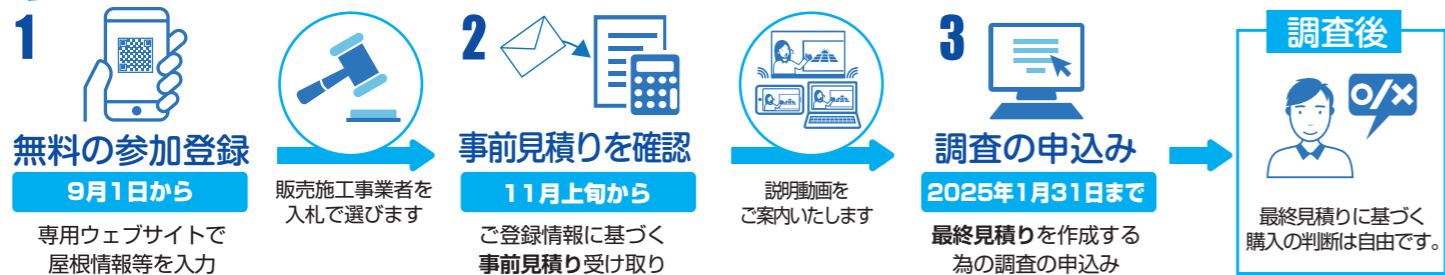 1
無料の参加登録
9月1日から
専用ウェブサイトで
屋根情報等を入力
販売施工事業者を
入札で選びます
2
事前見積りを確認
11月上旬から
ご登録情報に基づく
事前見積り受け取り
説明動画を
ご案内いたします
3
調査の申込み
2025年1月31日まで
最終見積りを作成する
為の調査の申込み
調査後
o/×
最終見積りに基づく
購入の判断は自由です。